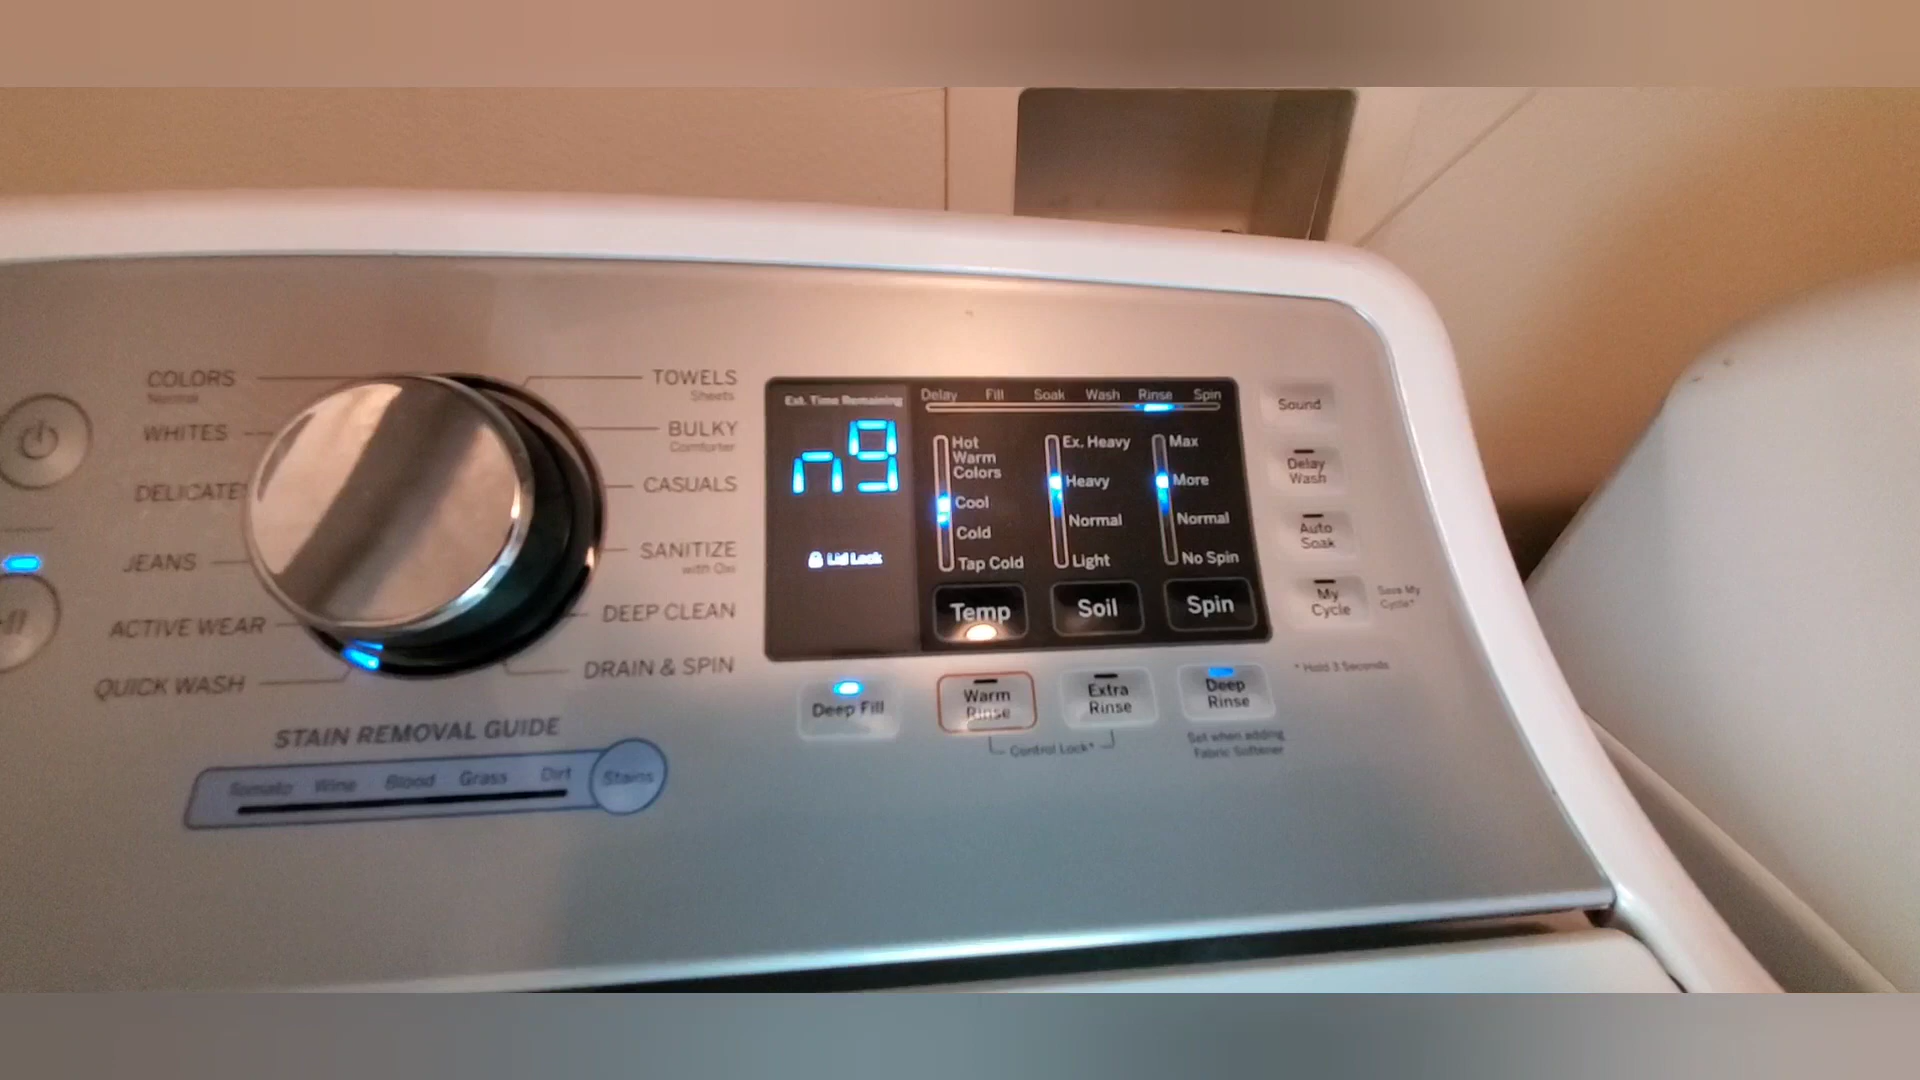 COLORS
Normal
WHITES
DELICATES
JEANS
ACTIVE WEAR
QUICK WASH
TOWELS
Sheets
BULKY
Comforter
CASUALS
SANITIZE
with Oxi
DEEP CLEAN
DRAIN & SPIN
STAIN REMOVAL GUIDE
Tomato Wine Blood Grass Dirt Stains
Est. Time Remaining
n9
Lid Lock
Delay Fill Soak Wash Rinse Spin
Hot
Warm
Colors
Cool
Cold
Tap Cold
Temp
Ex. Heavy
Heavy
Normal
Light
Soil
Max
More
Normal
No Spin
Spin
Deep Fill
Warm
Rinse
Extra
Rinse
Control Lock*
Deep
Rinse
Set when adding
Fabric Softener
Sound
Delay
Wash
Auto
Soak
My
Cycle
Save My
Cycle*
* Hold 3 Seconds